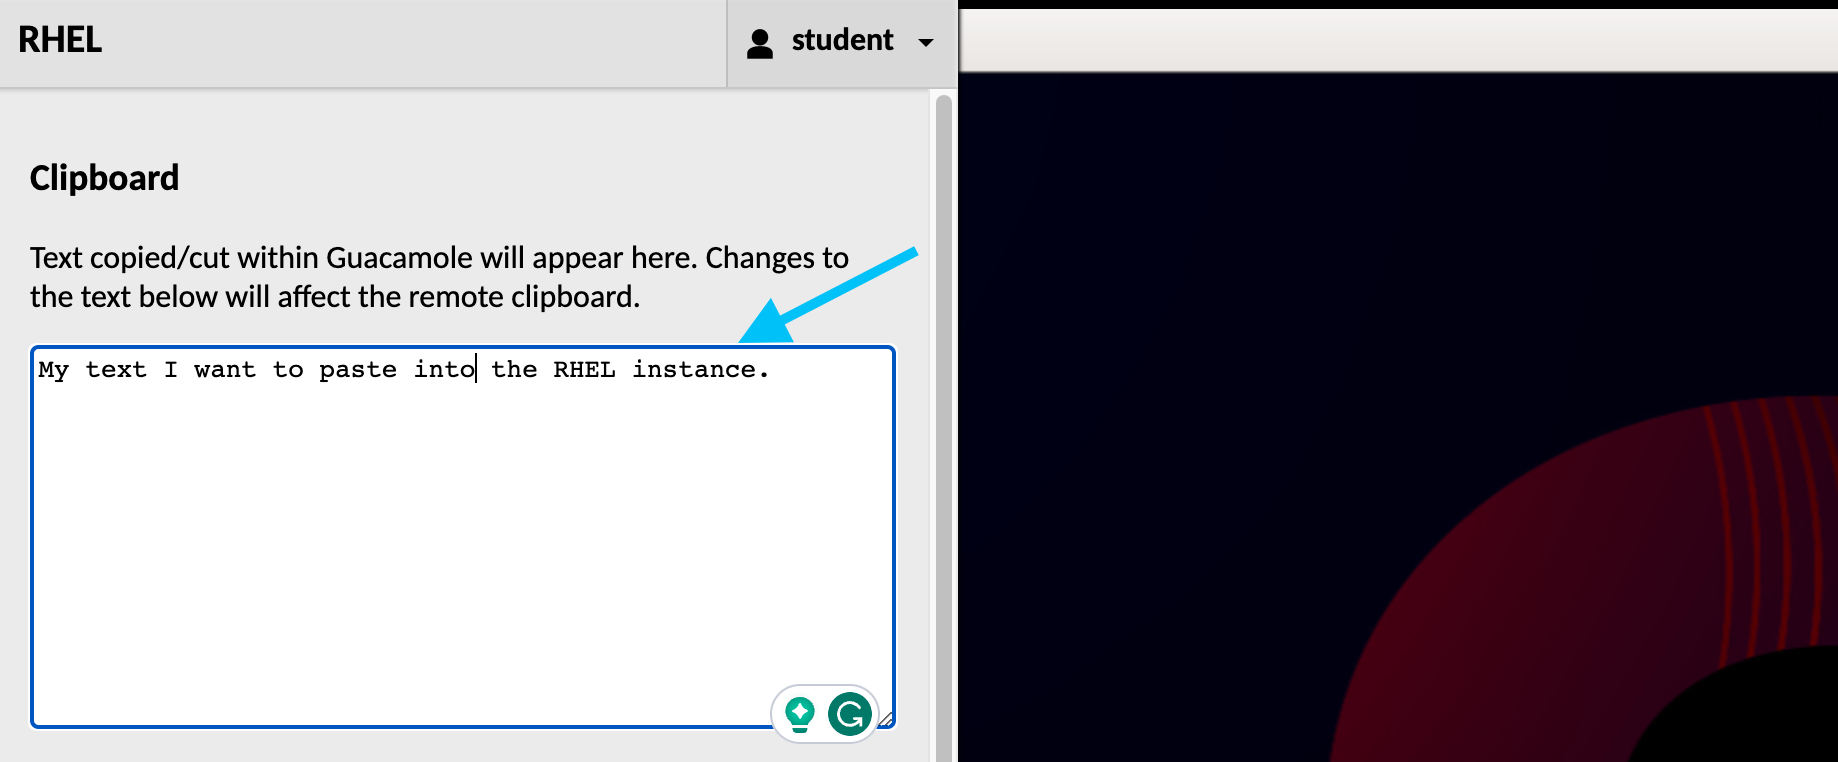 RHEL
student
Clipboard
Text copied/cut within Guacamole will appear here. Changes to
the text below will affect the remote clipboard.
My text I want to paste into the RHEL instance.